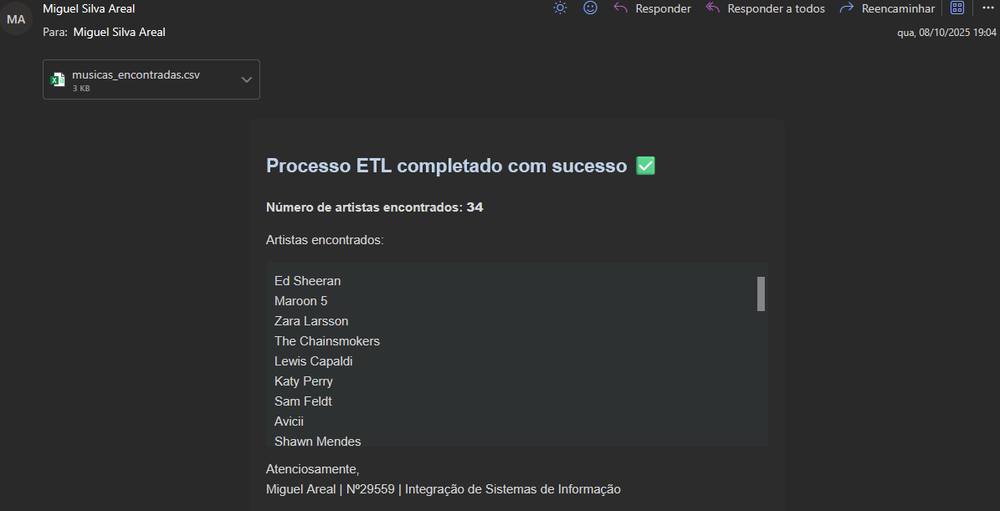 MA
Miguel Silva Areal
Responder
Responder a todos
Reencaminhar
Para: Miguel Silva Areal
qua, 08/10/2025 19:04
musicas_encontradas.csv
3 KB
Processo ETL completado com sucesso ✅
Número de artistas encontrados: 34
Artistas encontrados:
Ed Sheeran
Maroon 5
Zara Larsson
The Chainsmokers
Lewis Capaldi
Katy Perry
Sam Feldt
Avicii
Shawn Mendes
Atenciosamente,
Miguel Areal | Nº29559 | Integração de Sistemas de Informação